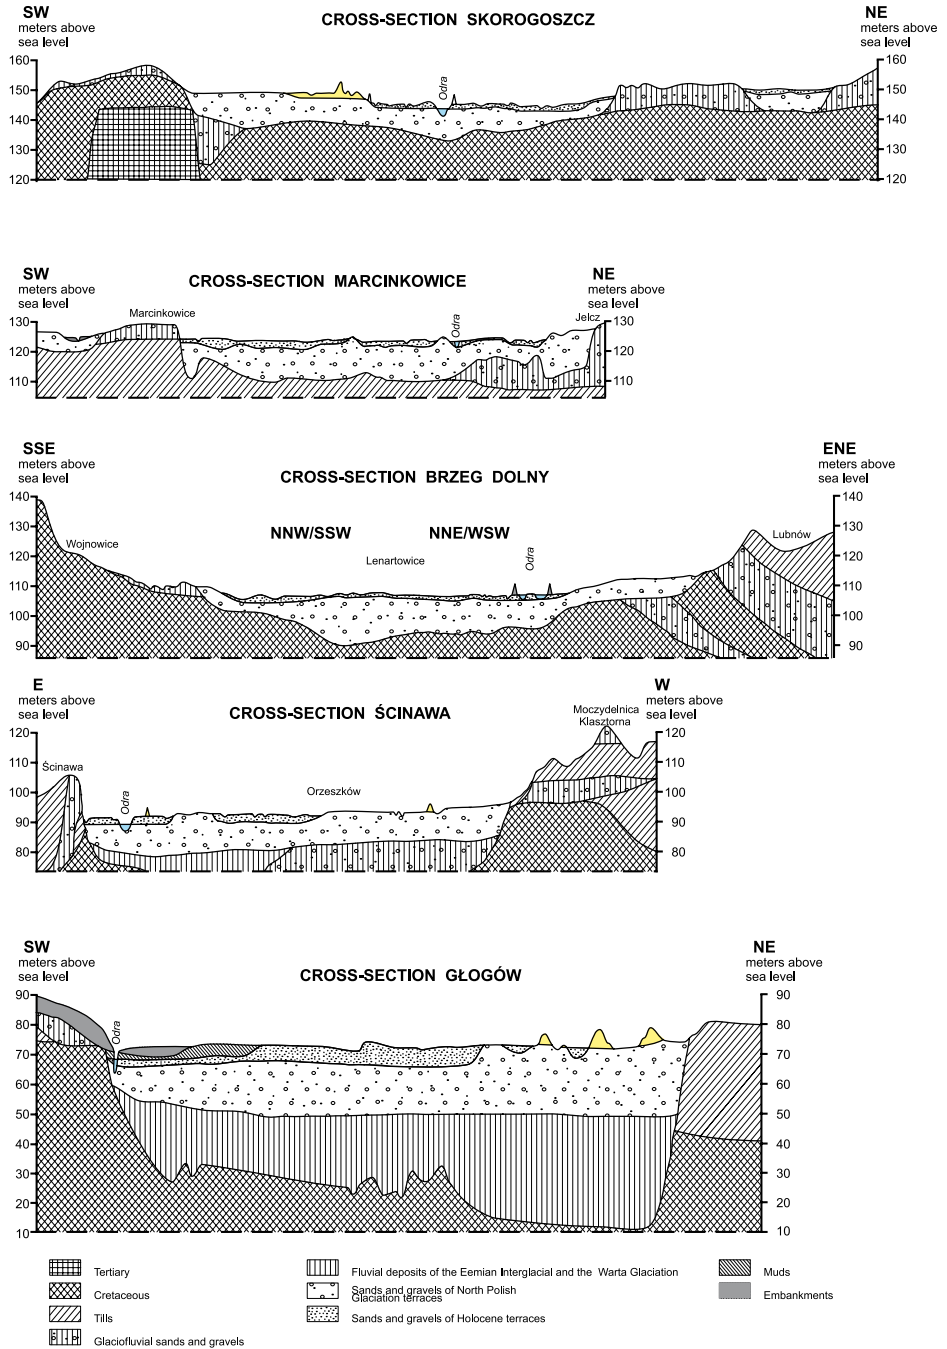 SW
meters above
sea level
CROSS-SECTION SKOROGOSZCZ
NE
meters above
sea level
160
150
140
130
120
Odra
160
150
140
130
120
SW
meters above
sea level
CROSS-SECTION MARCINKOWICE
NE
meters above
sea level
130
120
110
Marcinkowice
Odra
Jelcz
130
120
110
SSE
meters above
sea level
CROSS-SECTION BRZEG DOLNY
ENE
meters above
sea level
140
130
120
110
100
90
NNW/SSW
NNE/WSW
Wojnowice
Lenartowice
Odra
Lubnów
140
130
120
110
100
90
E
meters above
sea level
CROSS-SECTION ŚCINAWA
W
meters above
sea level
120
110
100
90
80
Ścinawa
Odra
Orzeszków
Moczydelnica
Klasztorna
120
110
100
90
80
SW
meters above
sea level
CROSS-SECTION GŁOGÓW
NE
meters above
sea level
90
80
70
60
50
40
30
20
10
Odra
90
80
70
60
50
40
30
20
10
Tertiary
Cretaceous
Tills
Glaciofluvial sands and gravels
Fluvial deposits of the Eemian Interglacial and the Warta Glaciation
Sands and gravels of North Polish
Glaciation terraces
Sands and gravels of Holocene terraces
Muds
Embankments